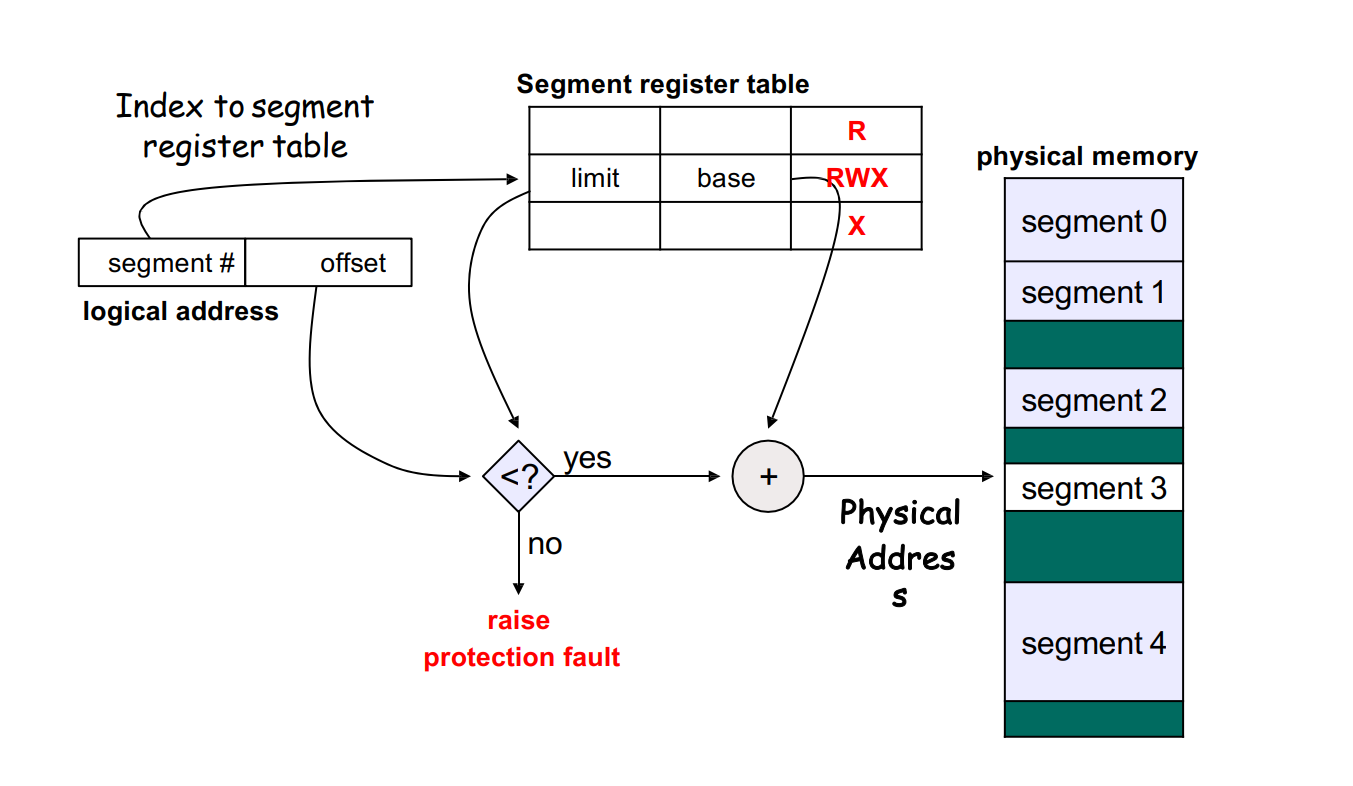 Segment register table
Index to segment
register table
R
limit base RWX
X
physical memory
segment 0
segment 1
segment 2
segment 3
segment 4
segment # offset
logical address
<?
yes
no
+
Physical
Addres
s
raise
protection fault